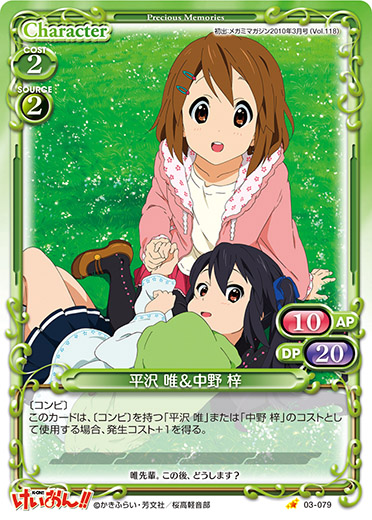 Precious Memories
Character
初出:メガミマガジン2010年3月号(Vol.118)
COST
2
SOURCE
2
10 AP
DP 20
平沢 唯&中野 梓
〔コンビ〕
このカードは、〔コンビ〕を持つ「平沢 唯」または「中野 梓」のコストとし
て使用する場合、発生コスト+1を得る。
唯先輩。この後、どうします?
けいおん!!
©かきふらい・芳文社/桜高軽音部
03-079